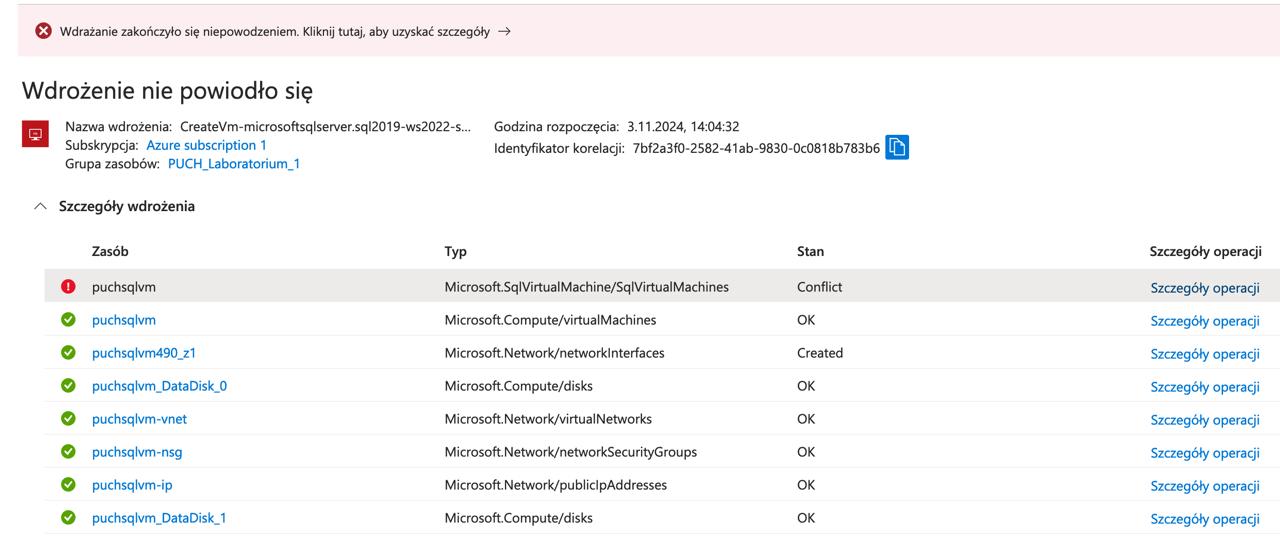 Wdrażanie zakończyło się niepowodzeniem. Kliknij tutaj, aby uzyskać szczegóły →
Wdrożenie nie powiodło się
Nazwa wdrożenia: CreateVm-microsoftsqlserver.sql2019-ws2022-s...
Subskrypcja: Azure subscription 1
Grupa zasobów: PUCH_Laboratorium_1
Godzina rozpoczęcia: 3.11.2024, 14:04:32
Identyfikator korelacji: 7bf2a3f0-2582-41ab-9830-0c0818b783b6
Szczegóły wdrożenia
Zasób Typ Stan Szczegóły operacji
puchsqlvm Microsoft.SqlVirtualMachine/SqlVirtualMachines Conflict Szczegóły operacji
puchsqlvm Microsoft.Compute/virtualMachines OK Szczegóły operacji
puchsqlvm490_z1 Microsoft.Network/networkInterfaces Created Szczegóły operacji
puchsqlvm_DataDisk_0 Microsoft.Compute/disks OK Szczegóły operacji
puchsqlvm-vnet Microsoft.Network/virtualNetworks OK Szczegóły operacji
puchsqlvm-nsg Microsoft.Network/networkSecurityGroups OK Szczegóły operacji
puchsqlvm-ip Microsoft.Network/publicIpAddresses OK Szczegóły operacji
puchsqlvm_DataDisk_1 Microsoft.Compute/disks OK Szczegóły operacji